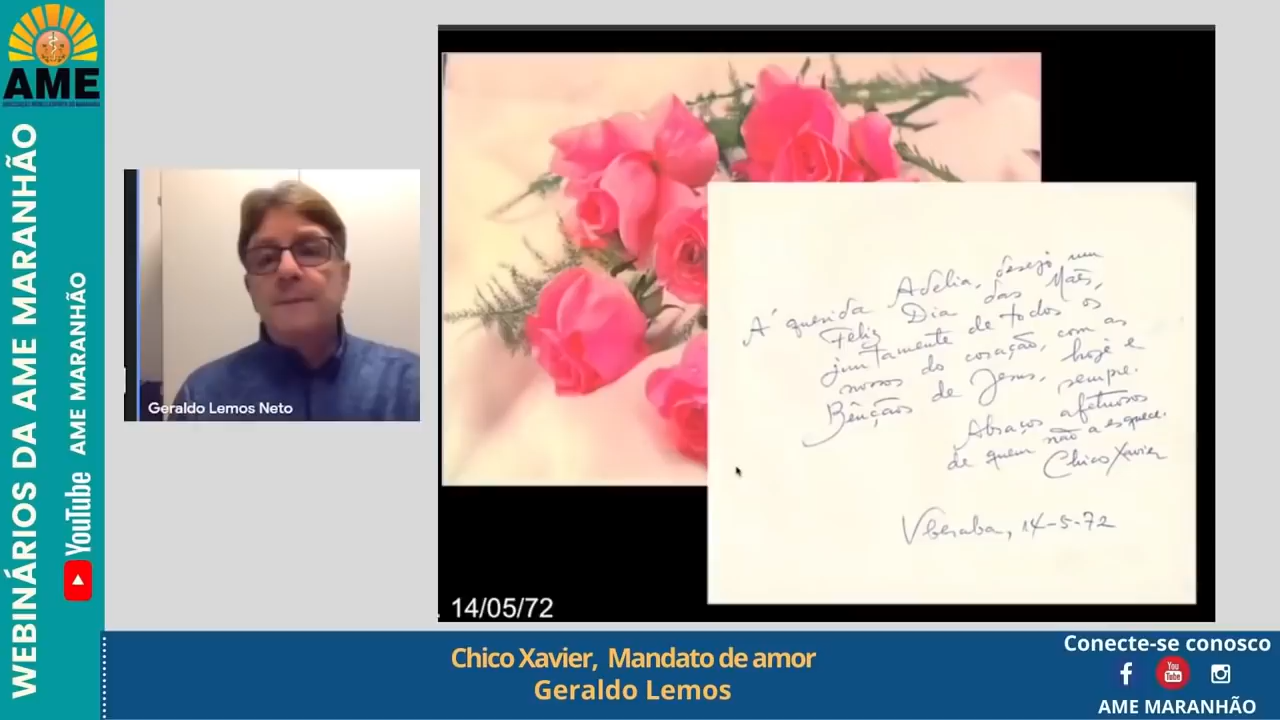 AME
WEBINÁRIOS DA AME MARANHÃO
YouTube AME MARANHÃO
Geraldo Lemos Neto
A' querida Adelia, desejo um
Feliz Dia das Mães,
juntamente de todos os
nossos do coração, com as
Bênçãos de Jesus, hoje e
sempre.
Abraços afetuosos
de quem não a esquece.
Chico Xavier
Uberaba, 14-5-72
. 14/05/72
Chico Xavier, Mandato de amor
Geraldo Lemos
Conecte-se conosco
You Tube
AME MARANHÃO